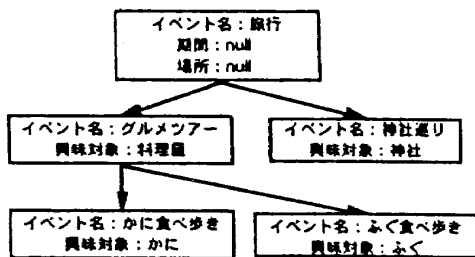 イベント名：旅行
期間：null
場所：null
イベント名：グルメツアー
興味対象：料理屋
イベント名：神社巡り
興味対象：神社
イベント名：かに食べ歩き
興味対象：かに
イベント名：ふぐ食べ歩き
興味対象：ふぐ